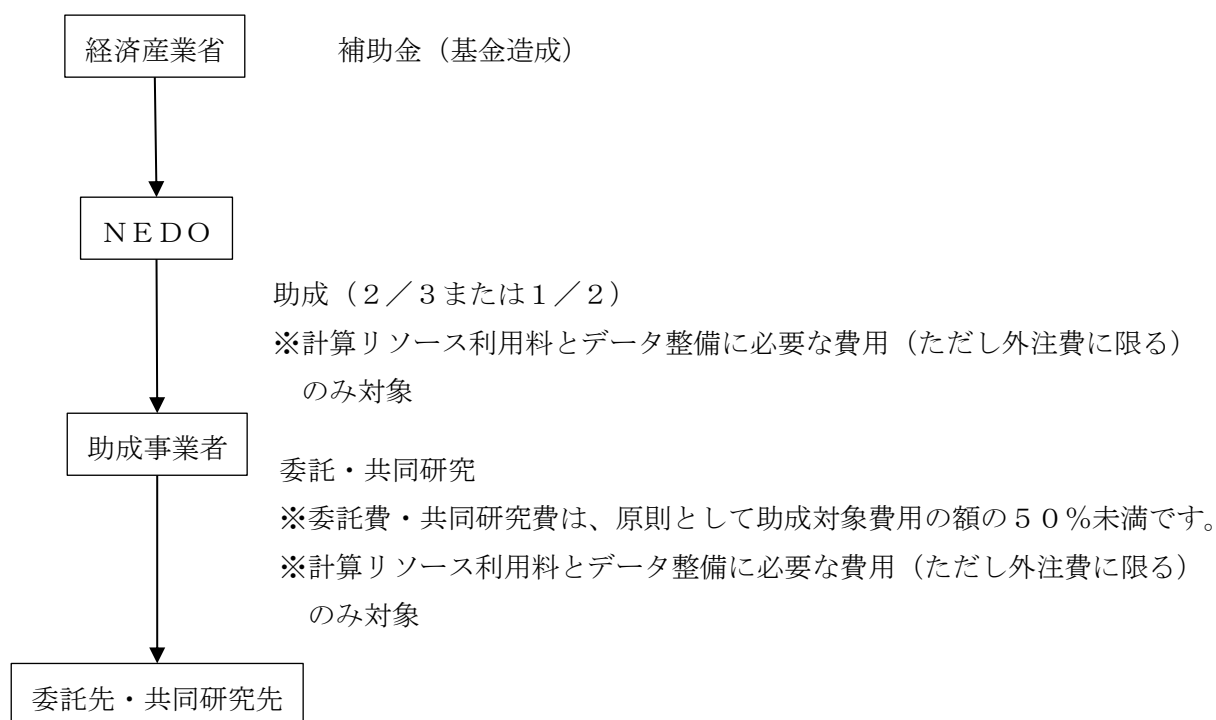 経済産業省
補助金（基金造成）
ＮＥＤＯ
助成（２／３または１／２）
※計算リソース利用料とデータ整備に必要な費用（ただし外注費に限る）
のみ対象
助成事業者
委託・共同研究
※委託費・共同研究費は、原則として助成対象費用の額の５０％未満です。
※計算リソース利用料とデータ整備に必要な費用（ただし外注費に限る）
のみ対象
委託先・共同研究先